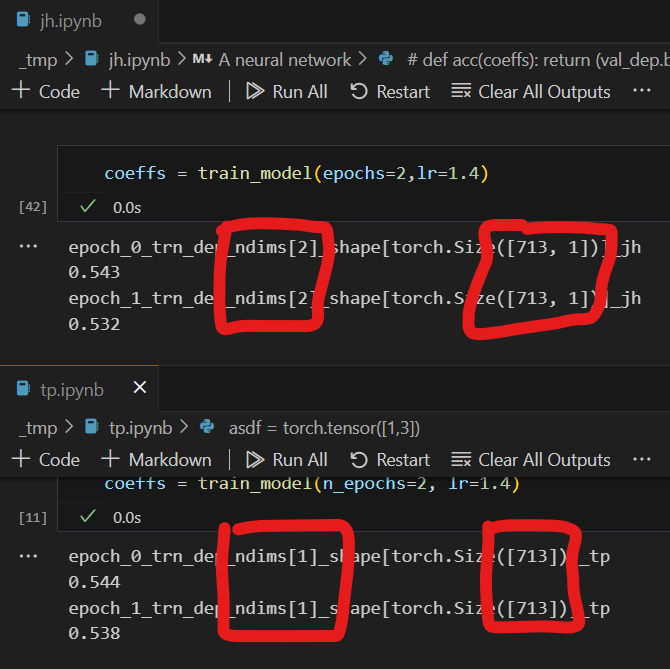 jh.ipynb
_tmp > jh.ipynb > M↓ A neural network > # def acc(coeffs): return (val_dep.b
+ Code + Markdown | Run All Restart Clear All Outputs ...
coeffs = train_model(epochs=2,lr=1.4)
[42] 0.0s
... epoch_0_trn_dep_ndims[2]_shape[torch.Size([713, 1])]_jh
0.543
epoch_1_trn_dep_ndims[2]_shape[torch.Size([713, 1])]_jh
0.532
tp.ipynb
_tmp > tp.ipynb > asdf = torch.tensor([1,3])
+ Code + Markdown | Run All Restart Clear All Outputs ...
coeffs = train_model(n_epochs=2, lr=1.4)
[11] 0.0s
... epoch_0_trn_dep_ndims[1]_shape[torch.Size([713])]_tp
0.544
epoch_1_trn_dep_ndims[1]_shape[torch.Size([713])]_tp
0.538